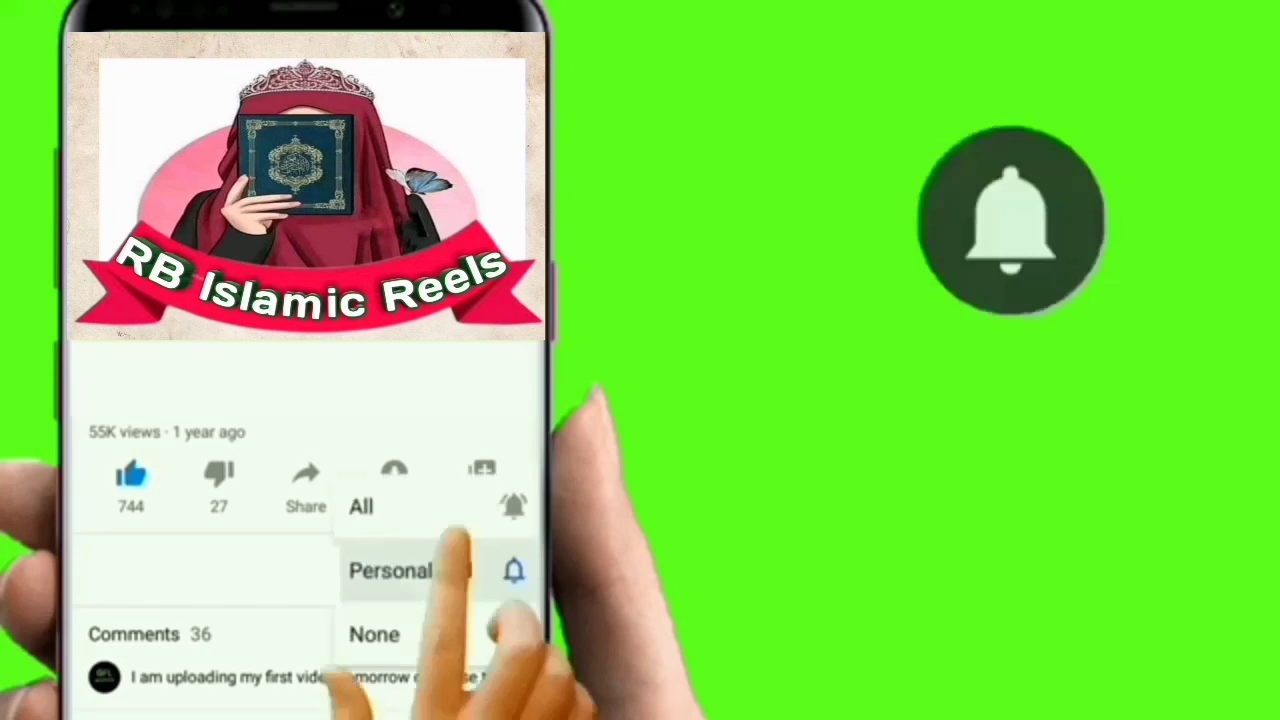 RB Islamic Reels
55K views · 1 year ago
744
27
Share
All
Personal
None
Comments 36
I am uploading my first